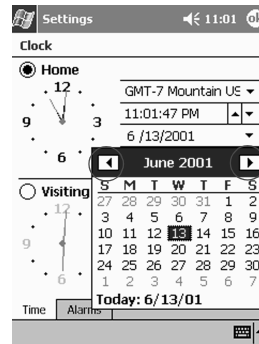 Settings 11:01 ok
Clock
Home
12
9 3
6
GMT-7 Mountain US
11:01:47 PM
6 /13/2001
June 2001
S M T W T F S
27 28 29 30 31 1 2
3 4 5 6 7 8 9
10 11 12 13 14 15 16
17 18 19 20 21 22 23
24 25 26 27 28 29 30
1 2 3 4 5 6 7
Today: 6/13/01
Visiting
12
9
6
Time Alarms